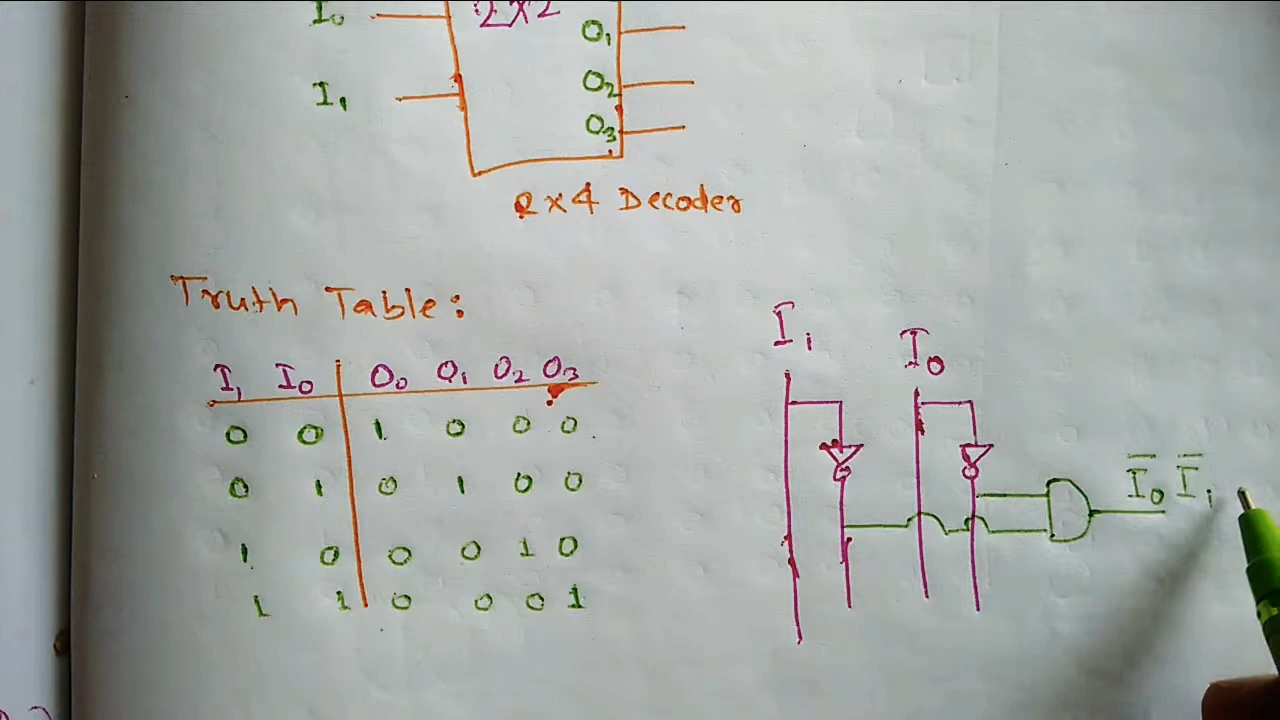 I₀ 2x2 O₁
I₁ O₂
O₃
2x4 Decoder
Truth Table:
I₁ I₀ O₀ O₁ O₂ O₃
0 0 1 0 0 0
0 1 0 1 0 0
1 0 0 0 1 0
1 1 0 0 0 1
I₁ I₀
I̅₀ I̅₁